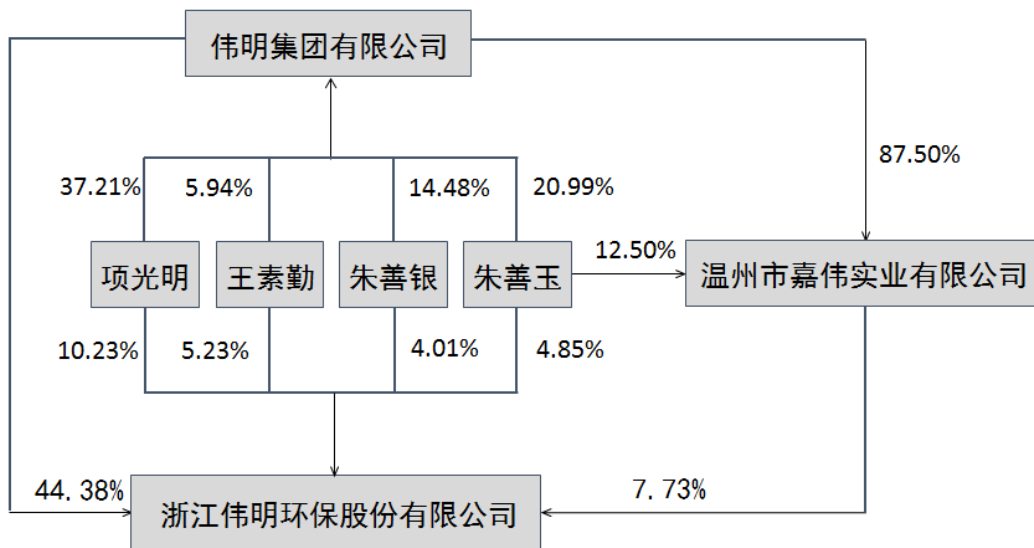 伟明集团有限公司
87.50%
37.21%
5.94%
14.48%
20.99%
项光明
王素勤
朱善银
朱善玉
12.50%
温州市嘉伟实业有限公司
10.23%
5.23%
4.01%
4.85%
44.38%
浙江伟明环保股份有限公司
7.73%